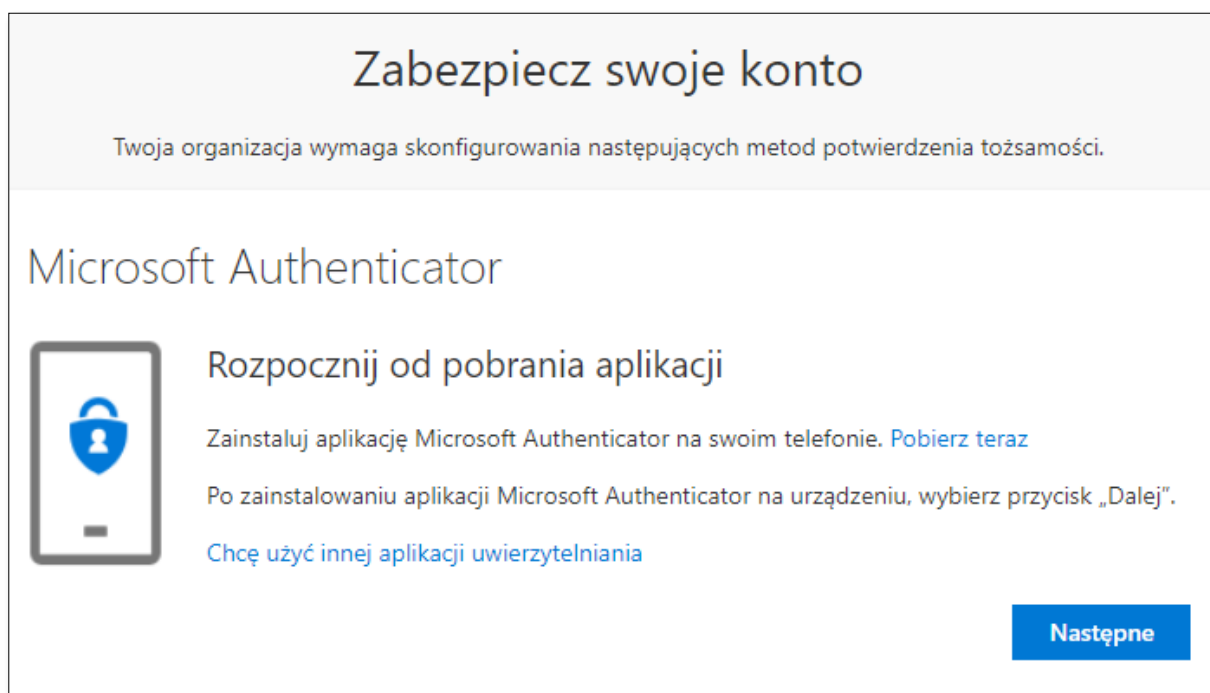 Zabezpiecz swoje konto
Twoja organizacja wymaga skonfigurowania następujących metod potwierdzenia tożsamości.
Microsoft Authenticator
Rozpocznij od pobrania aplikacji
Zainstaluj aplikację Microsoft Authenticator na swoim telefonie. Pobierz teraz
Po zainstalowaniu aplikacji Microsoft Authenticator na urządzeniu, wybierz przycisk „Dalej”.
Chcę użyć innej aplikacji uwierzytelniania
Następne